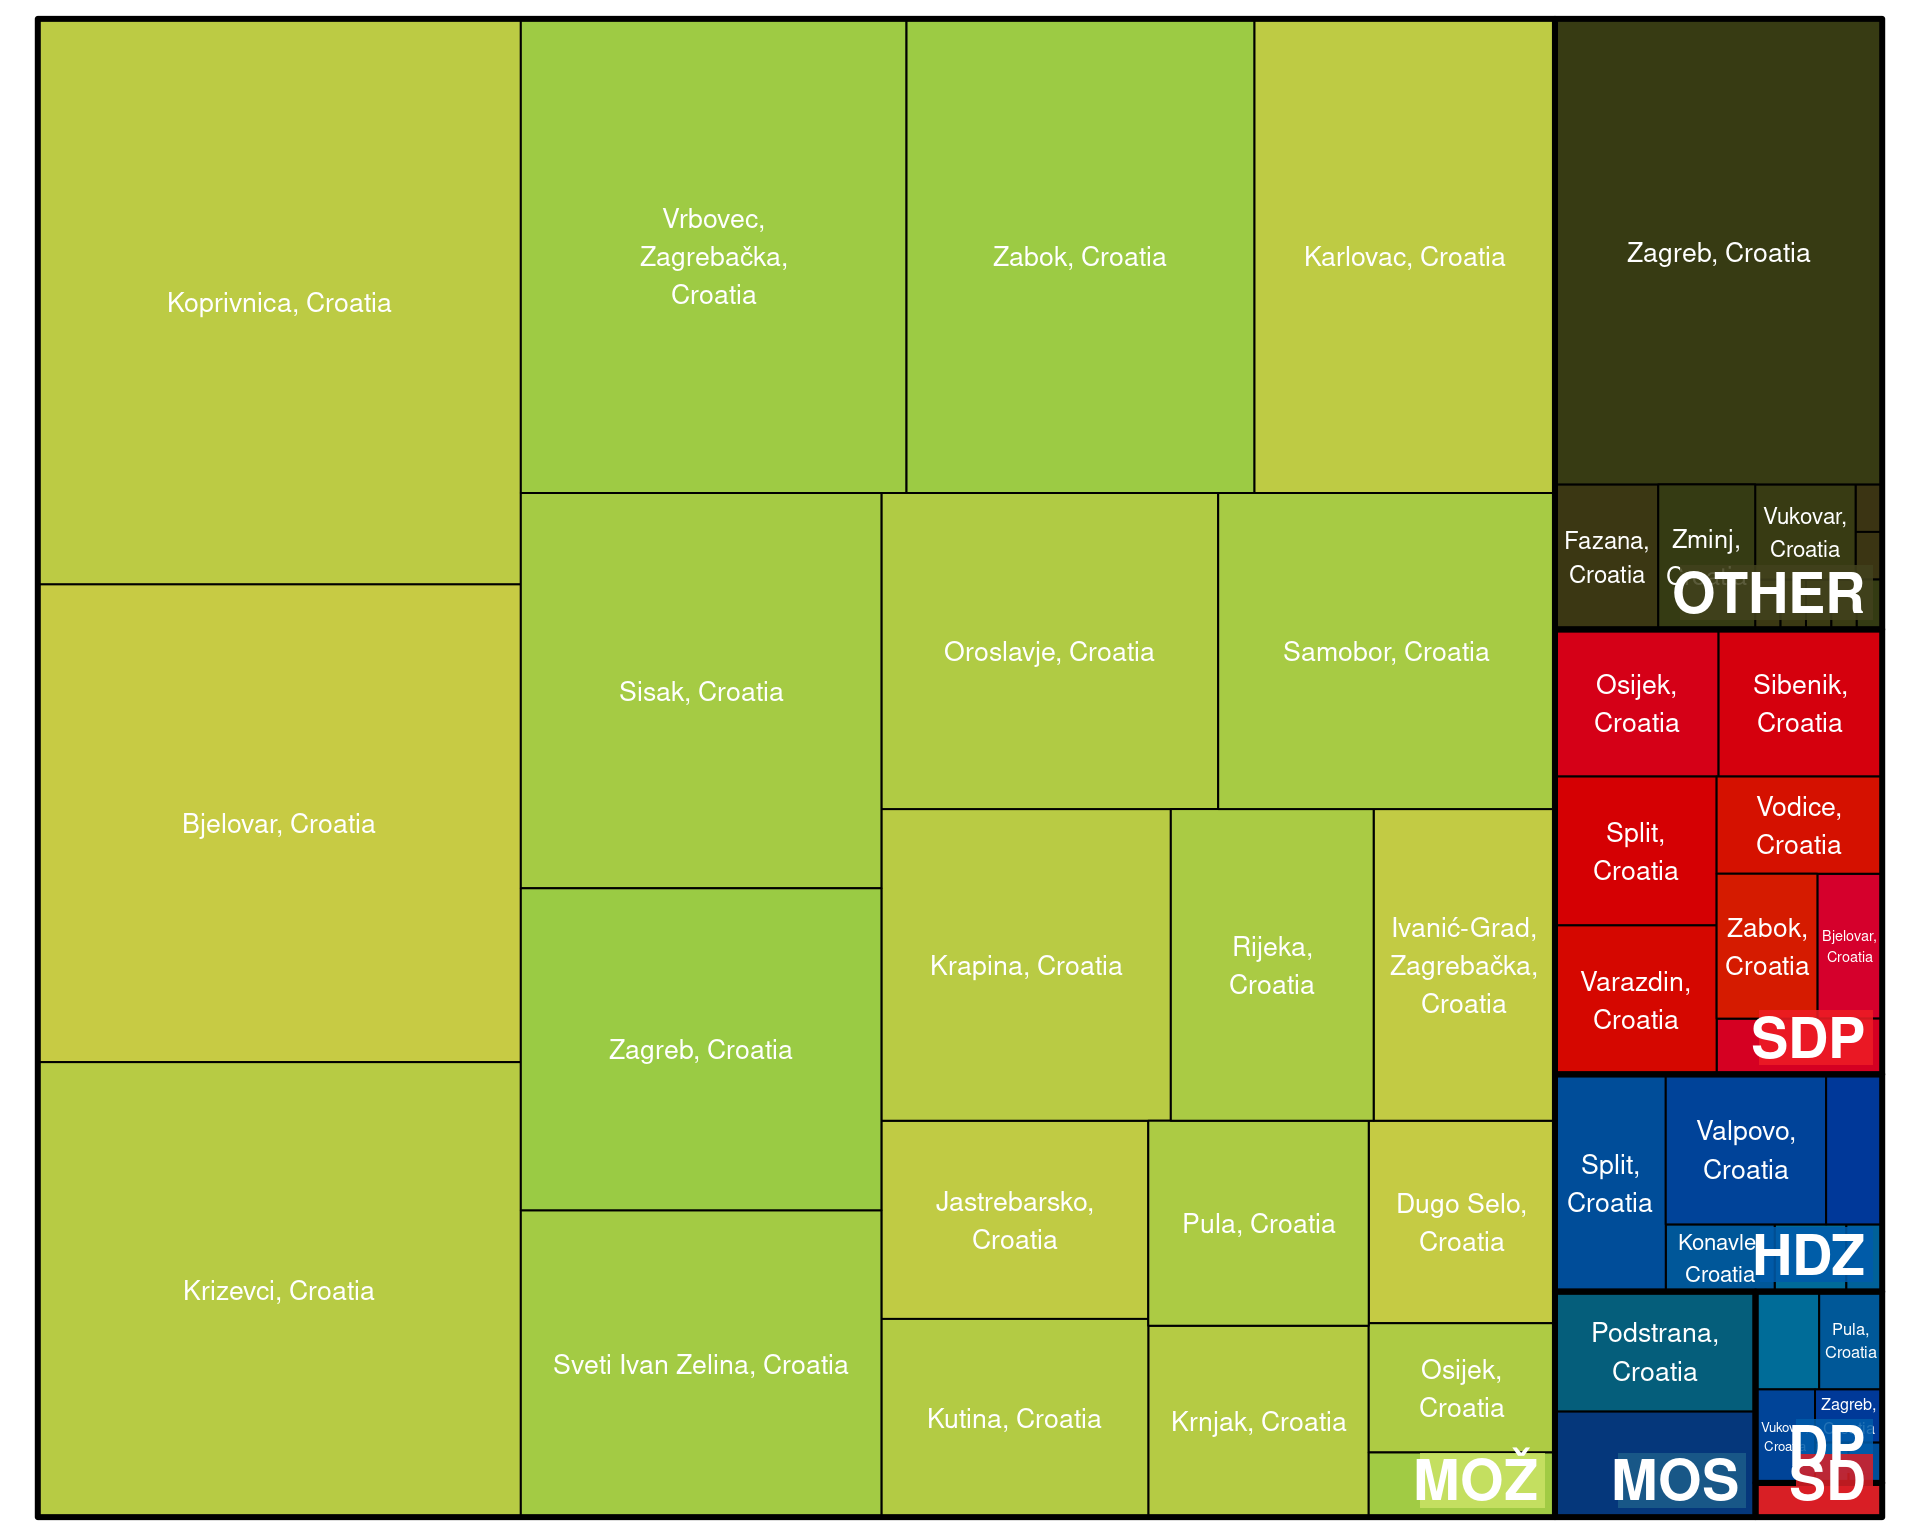 Koprivnica, Croatia
Bjelovar, Croatia
Krizevci, Croatia
Vrbovec,
Zagrebačka,
Croatia
Zabok, Croatia
Karlovac, Croatia
Sisak, Croatia
Zagreb, Croatia
Sveti Ivan Zelina, Croatia
Oroslavje, Croatia
Samobor, Croatia
Krapina, Croatia
Rijeka,
Croatia
Ivanić-Grad,
Zagrebačka,
Croatia
Jastrebarsko,
Croatia
Kutina, Croatia
Pula, Croatia
Krnjak, Croatia
Dugo Selo,
Croatia
Osijek,
Croatia
MOŽ
Zagreb, Croatia
Fazana,
Croatia
Zminj,
Croatia
Vukovar,
Croatia
OTHER
Osijek,
Croatia
Sibenik,
Croatia
Split,
Croatia
Vodice,
Croatia
Varazdin,
Croatia
Zabok,
Croatia
Bjelovar,
Croatia
SDP
Split,
Croatia
Valpovo,
Croatia
Konavle
Croatia
HDZ
Podstrana,
Croatia
MOS
Pula,
Croatia
Zagreb,
Croatia
DP
SD